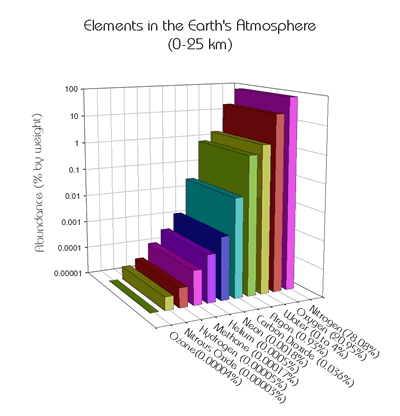 Elements in the Earth's Atmosphere
(0-25 km)
Abundance (% by weight)
100
10
1
0.1
0.01
0.001
0.0001
0.00001
Nitrogen (78.08%)
Oxygen (20.95%)
Water (0 to 4%)
Argon (0.93%)
Carbon Dioxide (0.036%)
Neon (0.0018%)
Helium (0.0005%)
Methane (0.00017%)
Hydrogen (0.00005%)
Nitrous Oxide (0.00003%)
Ozone(0.00004%)